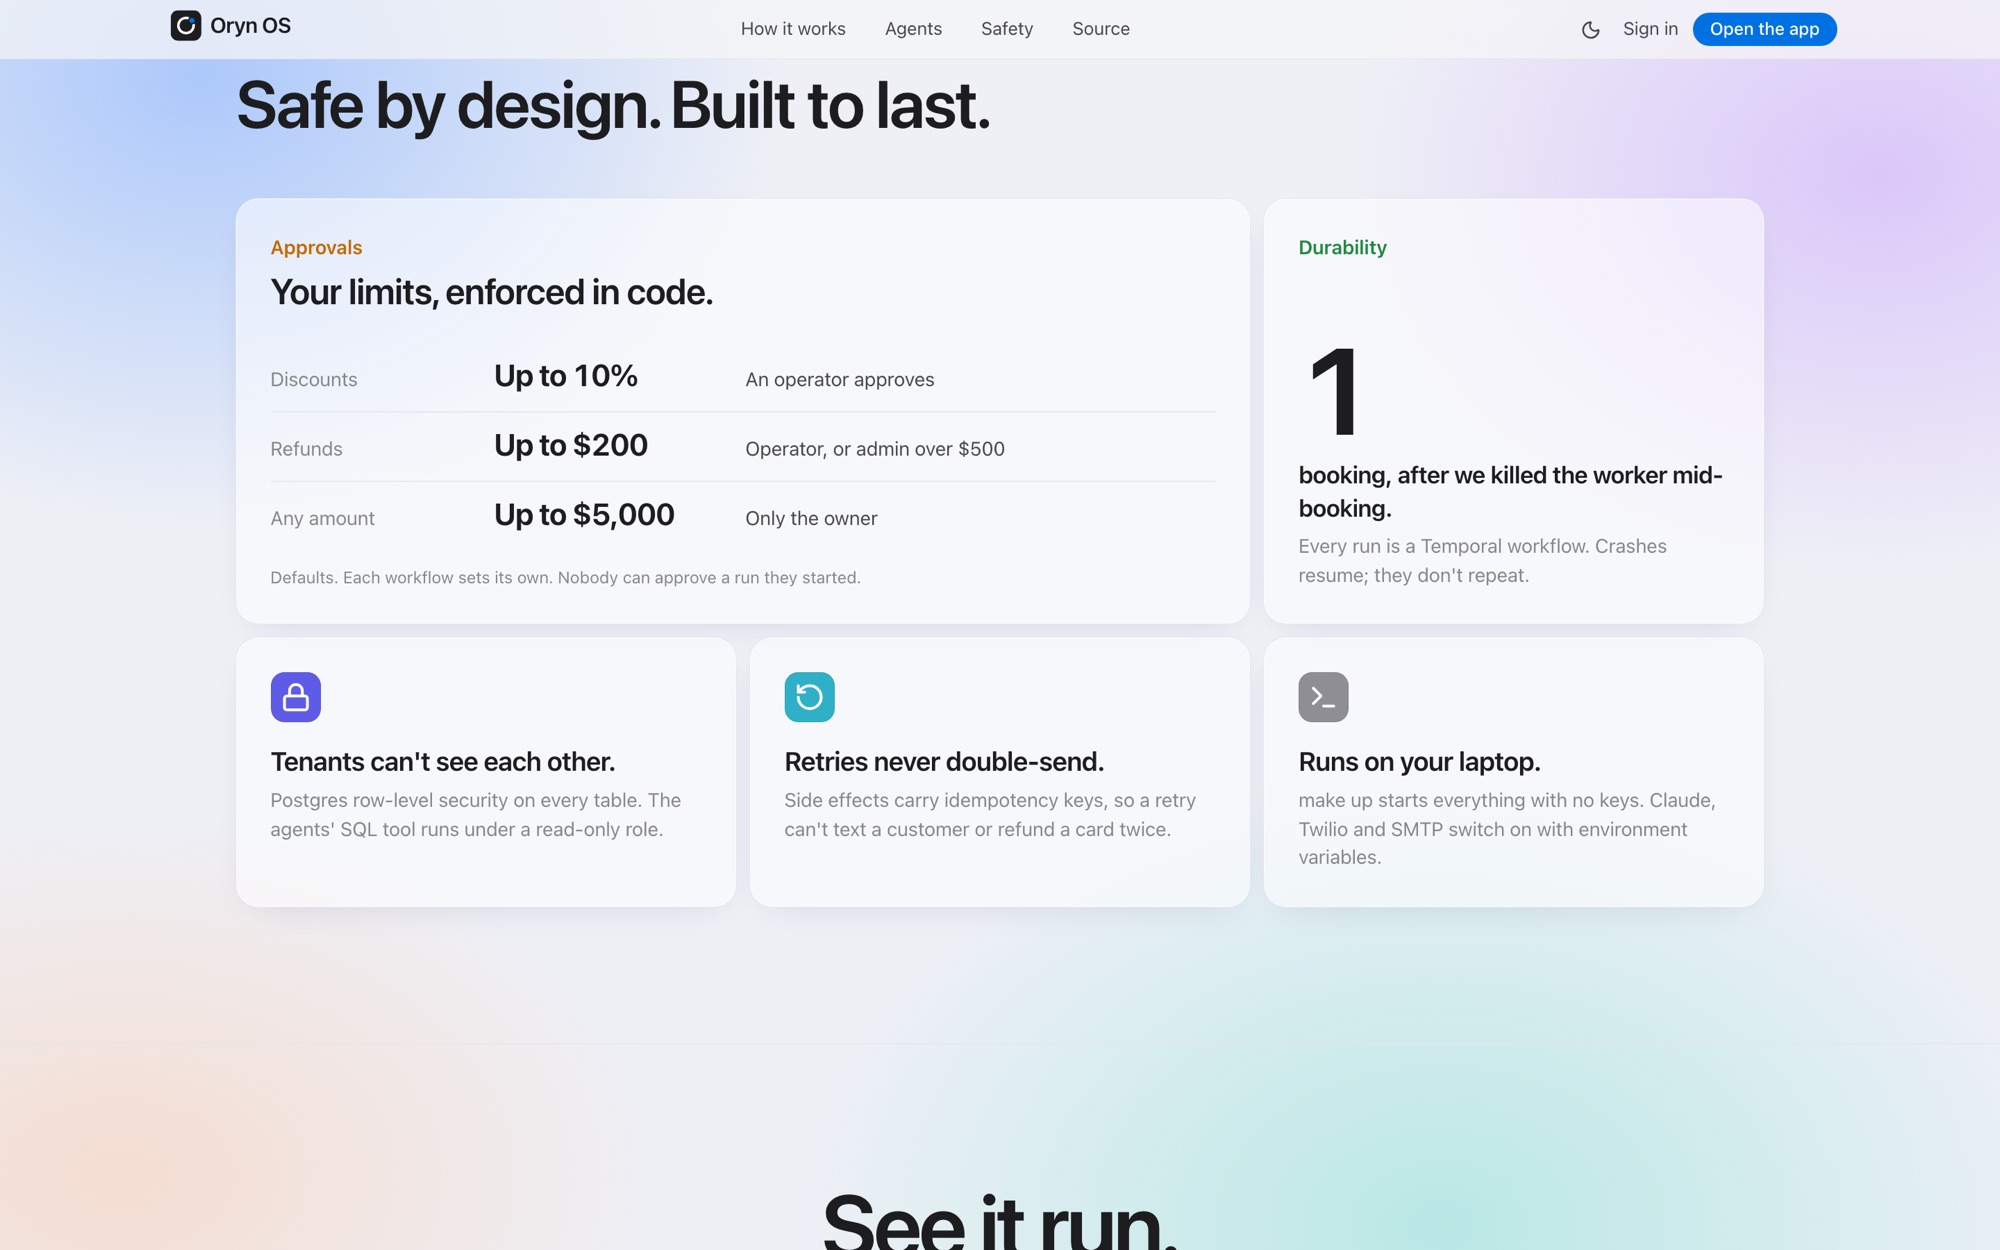 Oryn OS
How it works
Agents
Safety
Source
Sign in
Open the app
Safe by design. Built to last.
Approvals
Your limits, enforced in code.
Discounts
Up to 10%
An operator approves
Refunds
Up to $200
Operator, or admin over $500
Any amount
Up to $5,000
Only the owner
Defaults. Each workflow sets its own. Nobody can approve a run they started.
Durability
1
booking, after we killed the worker mid-
booking.
Every run is a Temporal workflow. Crashes
resume; they don't repeat.
Tenants can't see each other.
Postgres row-level security on every table. The
agents' SQL tool runs under a read-only role.
Retries never double-send.
Side effects carry idempotency keys, so a retry
can't text a customer or refund a card twice.
Runs on your laptop.
make up starts everything with no keys. Claude,
Twilio and SMTP switch on with environment
variables.
See it run.